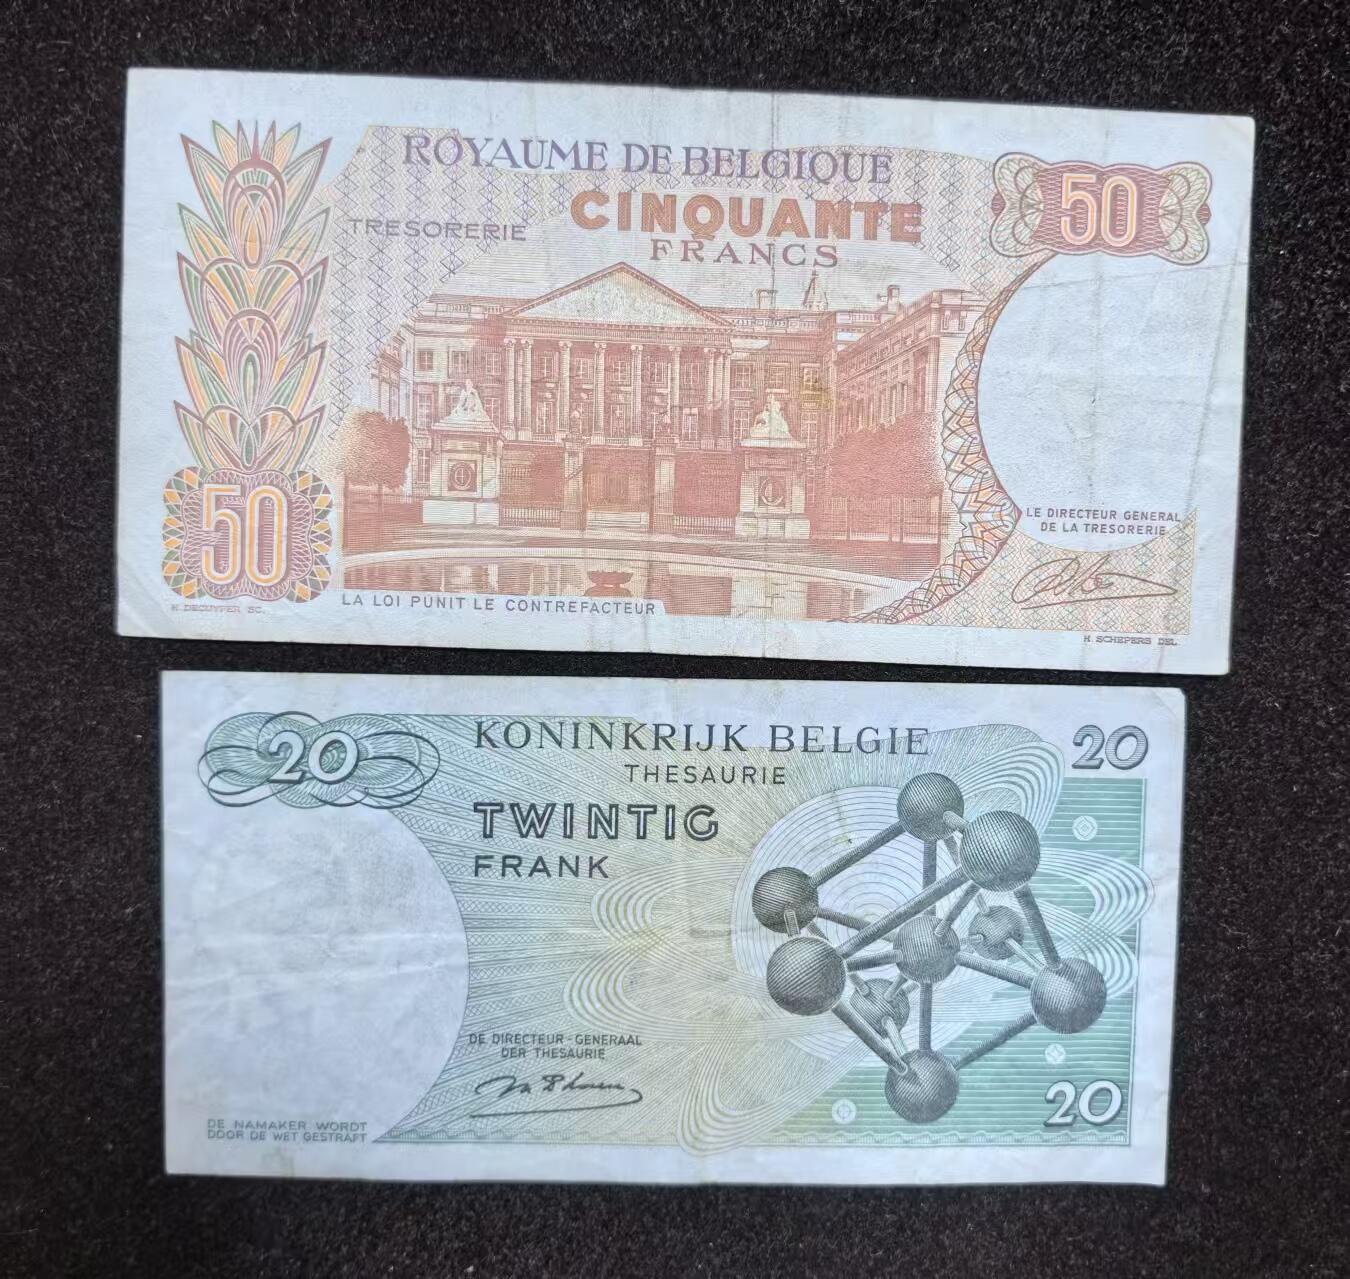 ROYAUME DE BELGIQUE
TRESORERIE
CINQUANTE
FRANCS
50
50
LE DIRECTEUR GENERAL
DE LA TRESORERIE
LA LOI PUNIT LE CONTREFACTEUR
H. DECUYPER SC.
H. SCHEPERS DEL.
20
KONINKRIJK BELGIE
20
THESAURIE
TWINTIG
FRANK
DE DIRECTEUR-GENERAAL
DER THESAURIE
20
DE NAMAKER WORDT
DOOR DE WET GESTRAFT